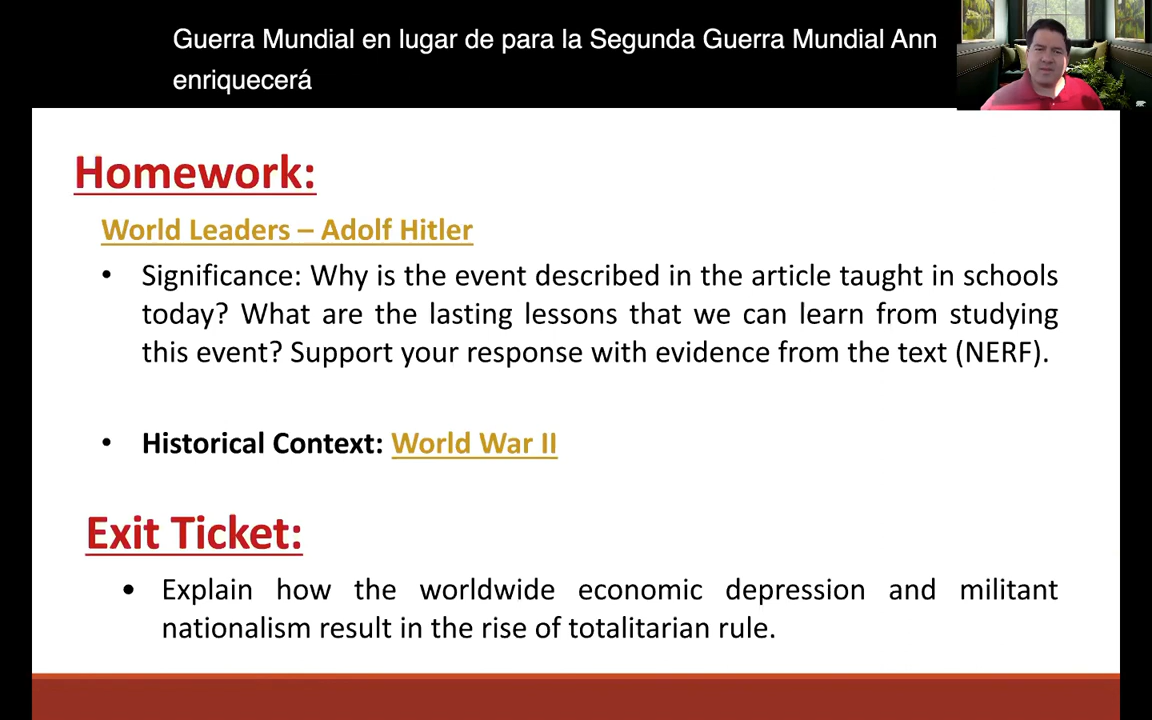 Guerra Mundial en lugar de para la Segunda Guerra Mundial Ann
enriquecerá
Homework:
World Leaders – Adolf Hitler
• Significance: Why is the event described in the article taught in schools
today? What are the lasting lessons that we can learn from studying
this event? Support your response with evidence from the text (NERF).
• Historical Context: World War II
Exit Ticket:
• Explain how the worldwide economic depression and militant
nationalism result in the rise of totalitarian rule.